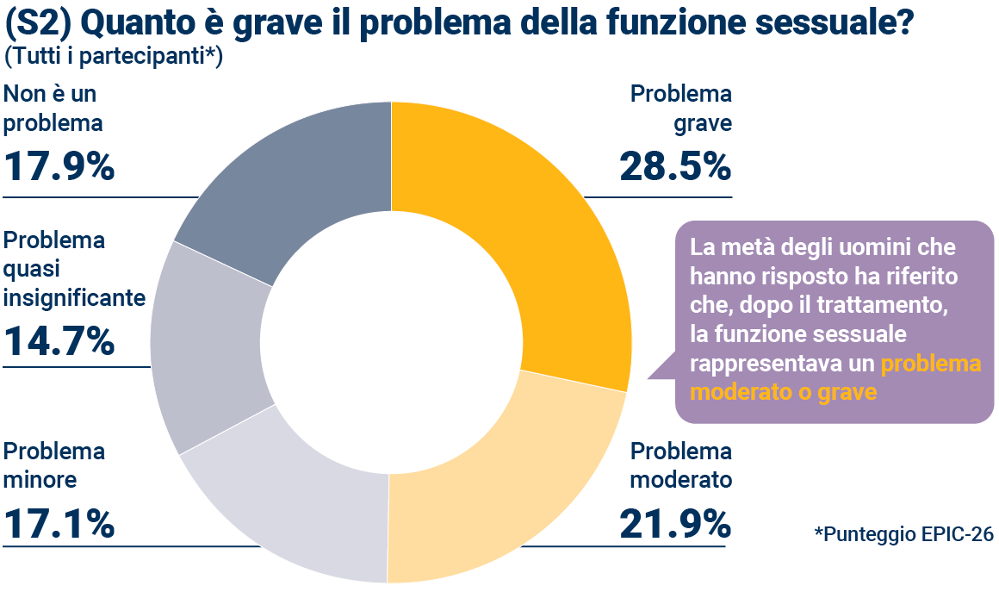 (S2) Quanto è grave il problema della funzione sessuale?
(Tutti i partecipanti*)
Non è un
problema
17.9%
Problema
grave
28.5%
Problema
quasi
insignificante
14.7%
La metà degli uomini che
hanno risposto ha riferito
che, dopo il trattamento,
la funzione sessuale
rappresentava un problema
moderato o grave
Problema
minore
17.1%
Problema
moderato
21.9%
*Punteggio EPIC-26